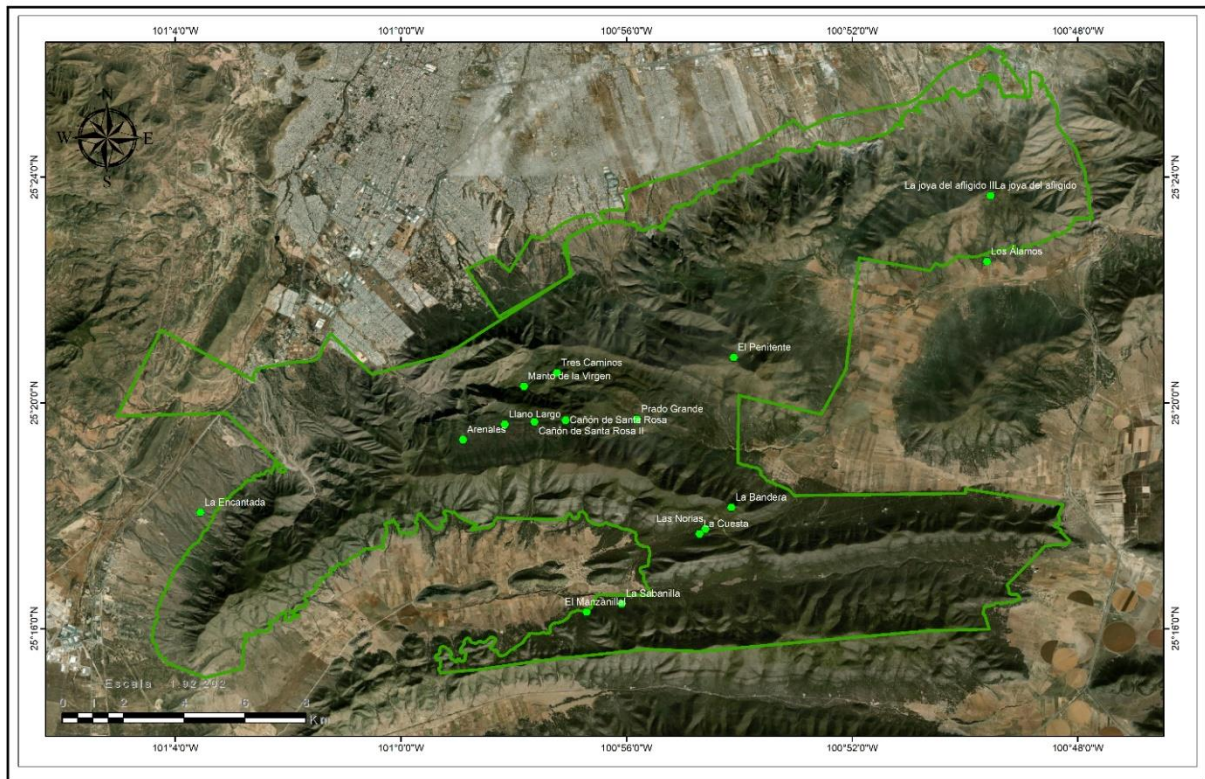 101°4'0"W 101°0'0"W 100°56'0"W 100°52'0"W 100°48'0"W
N
W E
S
25°24'0"N 25°24'0"N
La joya del afligido II La joya del afligido
Los Álamos
El Penitente
Tres Caminos
Manto de la Virgen
25°20'0"N 25°20'0"N
Llano Largo Cañón de Santa Rosa Prado Grande
Arenales Cañón de Santa Rosa II
La Encantada La Bandera
Las Norias La Cuesta
La Sabanilla
El Manzanillal
25°16'0"N 25°16'0"N
Escala
0 1 2 4 6 8
Km
101°4'0"W 101°0'0"W 100°56'0"W 100°52'0"W 100°48'0"W